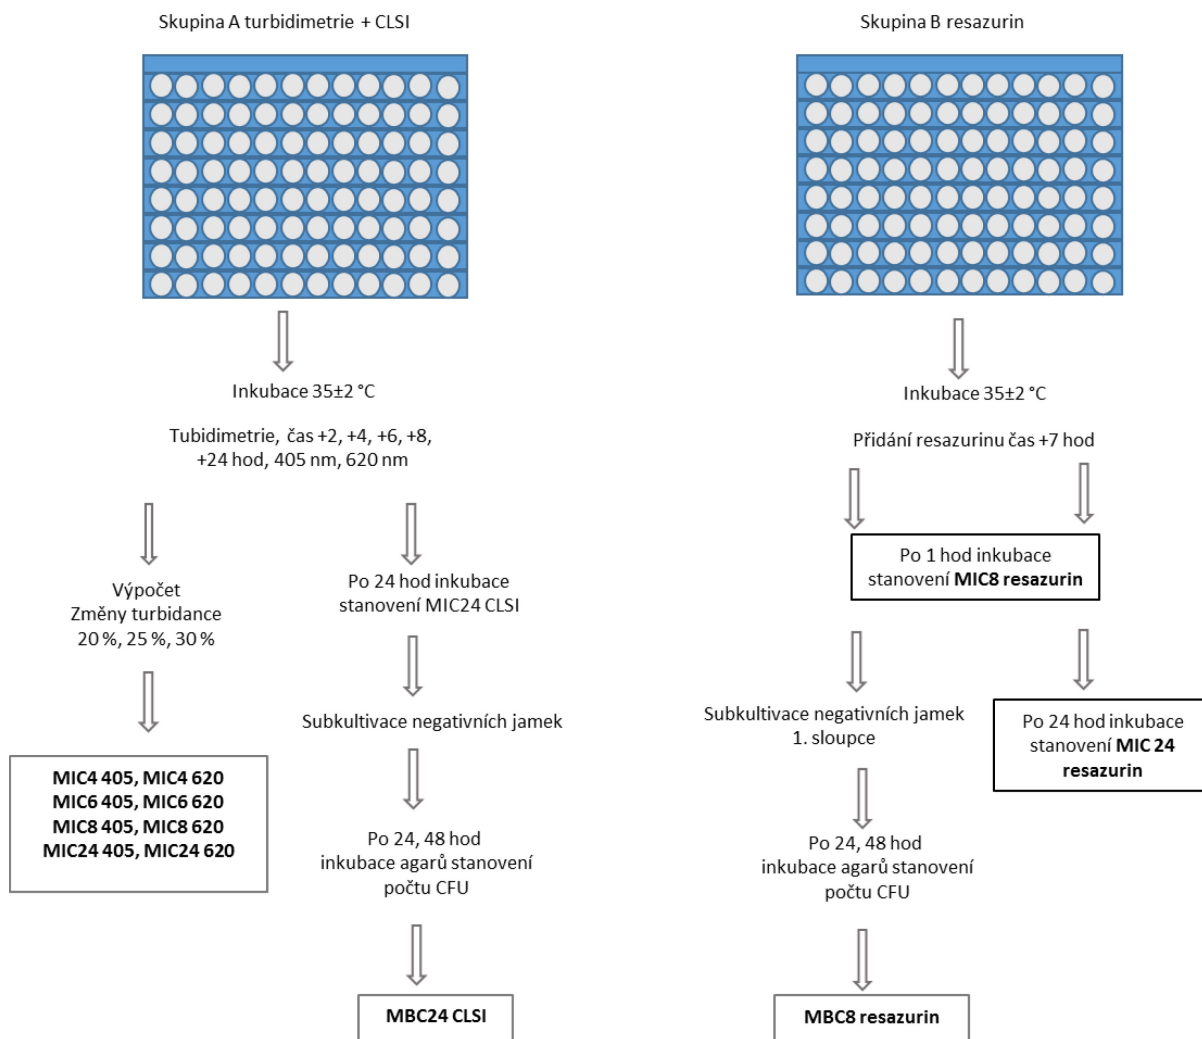 Skupina A turbidimetrie + CLSI
Inkubace 35±2 °C
Tubidimetrie, čas +2, +4, +6, +8,
+24 hod, 405 nm, 620 nm
Výpočet
Změny turbidance
20 %, 25 %, 30 %
MIC4 405, MIC4 620
MIC6 405, MIC6 620
MIC8 405, MIC8 620
MIC24 405, MIC24 620
Po 24 hod inkubace
stanovení MIC24 CLSI
Subkultivace negativních jamek
Po 24, 48 hod
inkubace agarů stanovení
počtu CFU
MBC24 CLSI
Skupina B resazurin
Inkubace 35±2 °C
Přidání resazurinu čas +7 hod
Po 1 hod inkubace
stanovení MIC8 resazurin
Subkultivace negativních jamek
1. sloupce
Po 24, 48 hod
inkubace agarů stanovení
počtu CFU
MBC8 resazurin
Po 24 hod inkubace
stanovení MIC 24
resazurin